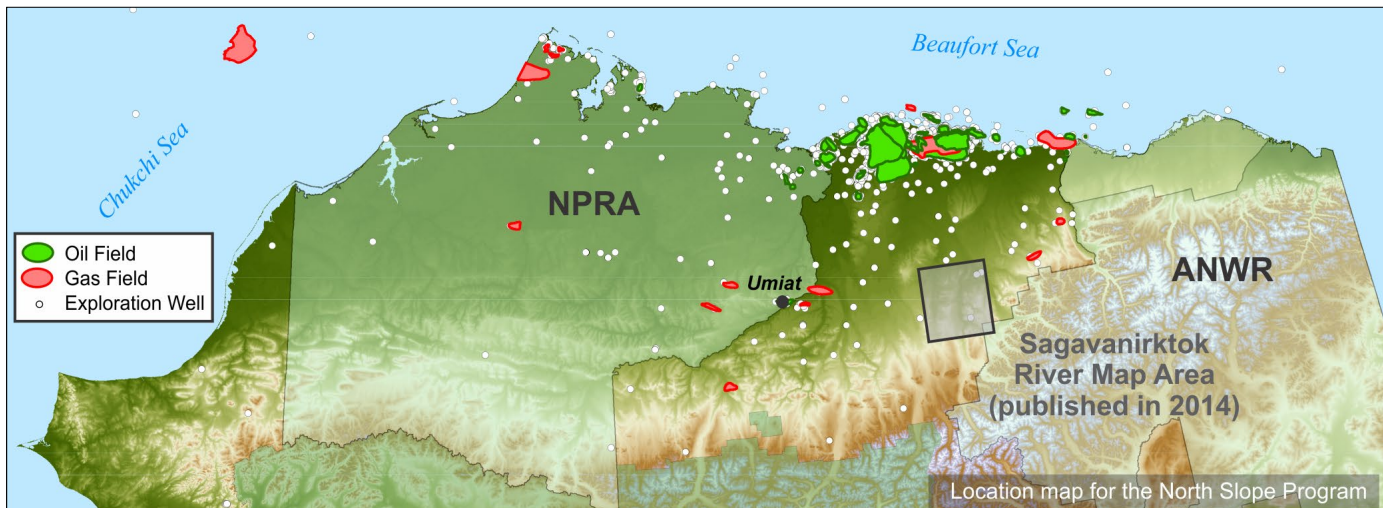 Beaufort Sea
Chukchi Sea
NPRA
Oil Field
Gas Field
Exploration Well
Umiat
ANWR
Sagavanirktok
River Map Area
(published in 2014)
Location map for the North Slope Program